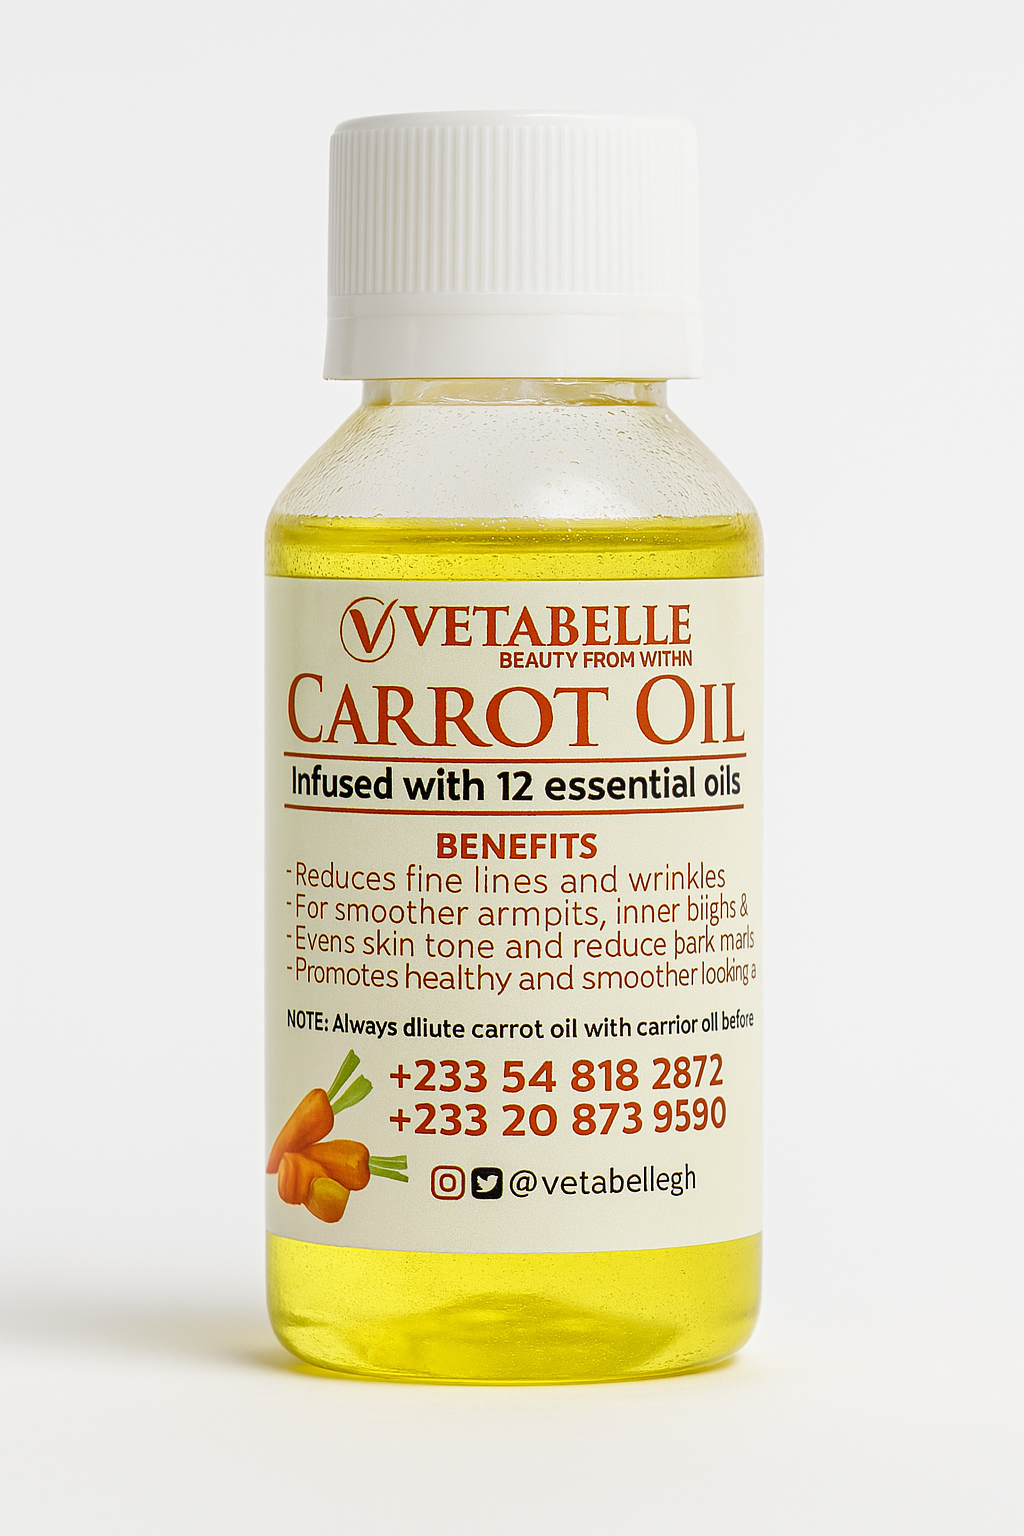 V VETABELLE
BEAUTY FROM WITHN
CARROT OIL
Infused with 12 essential oils
BENEFITS
-Reduces fine lines and wrinkles
-For smoother armpits, inner biighs &
-Evens skin tone and reduce þark marls
-Promotes healthy and smoother looking a
NOTE: Always dliute carrot oil with carrior oll before
+233 54 818 2872
+233 20 873 9590
@vetabellegh